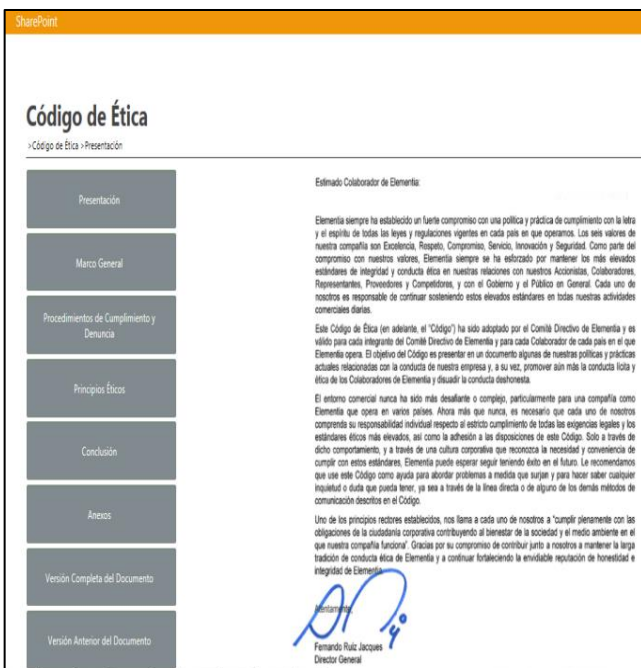 SharePoint
Código de Ética
>Código de Ética >Presentación
Presentación
Marco General
Procedimientos de Cumplimiento y
Denuncia
Principios Éticos
Conclusión
Anexos
Versión Completa del Documento
Versión Anterior del Documento
Estimado Colaborador de Elementia:
Elementia siempre ha establecido un fuerte compromiso con una política y práctica de cumplimiento con la letra
y el espíritu de todas las leyes y regulaciones vigentes en cada país en que operamos. Los seis valores de
nuestra compañía son Excelencia, Respeto, Compromiso, Servicio, Innovación y Seguridad. Como parte del
compromiso con nuestros valores, Elementia siempre se ha esforzado por mantener los más elevados
estándares de integridad y conducta ética en nuestras relaciones con nuestros Accionistas, Colaboradores,
Representantes, Proveedores y Competidores, y con el Gobierno y el Público en General. Cada uno de
nosotros es responsable de continuar sosteniendo estos elevados estándares en todas nuestras actividades
comerciales diarias.
Este Código de Ética (en adelante, el "Código") ha sido adoptado por el Comité Directivo de Elementia y es
válido para cada integrante del Comité Directivo de Elementia y para cada Colaborador de cada país en el que
Elementia opera. El objetivo del Código es presentar en un documento algunas de nuestras políticas y prácticas
actuales relacionadas con la conducta de nuestra empresa y, a su vez, promover aún más la conducta lícita y
ética de los Colaboradores de Elementia y disuadir la conducta deshonesta.
El entorno comercial nunca ha sido más desafiante o complejo, particularmente para una compañía como
Elementia que opera en varios países. Ahora más que nunca, es necesario que cada uno de nosotros
comprenda su responsabilidad individual respecto al estricto cumplimiento de todas las exigencias legales y los
estándares éticos más elevados, así como la adhesión a las disposiciones de este Código. Solo a través de
dicho comportamiento, y a través de una cultura corporativa que reconozca la necesidad y conveniencia de
cumplir con estos estándares, Elementia puede esperar seguir teniendo éxito en el futuro. Le recomendamos
que use este Código como ayuda para abordar problemas a medida que surjan y para hacer saber cualquier
inquietud o duda que pueda tener, ya sea a través de la línea directa o de alguno de los demás métodos de
comunicación descritos en el Código.
Uno de los principios rectores establecidos, nos llama a cada uno de nosotros a "cumplir plenamente con las
obligaciones de la ciudadanía corporativa contribuyendo al bienestar de la sociedad y el medio ambiente en el
que nuestra compañía funciona". Gracias por su compromiso de contribuir junto a nosotros a mantener la larga
tradición de conducta ética de Elementia y a continuar fortaleciendo la envidiable reputación de honestidad e
integridad de Elementia.
Atentamente,
Fernando Ruiz Jacques
Director General